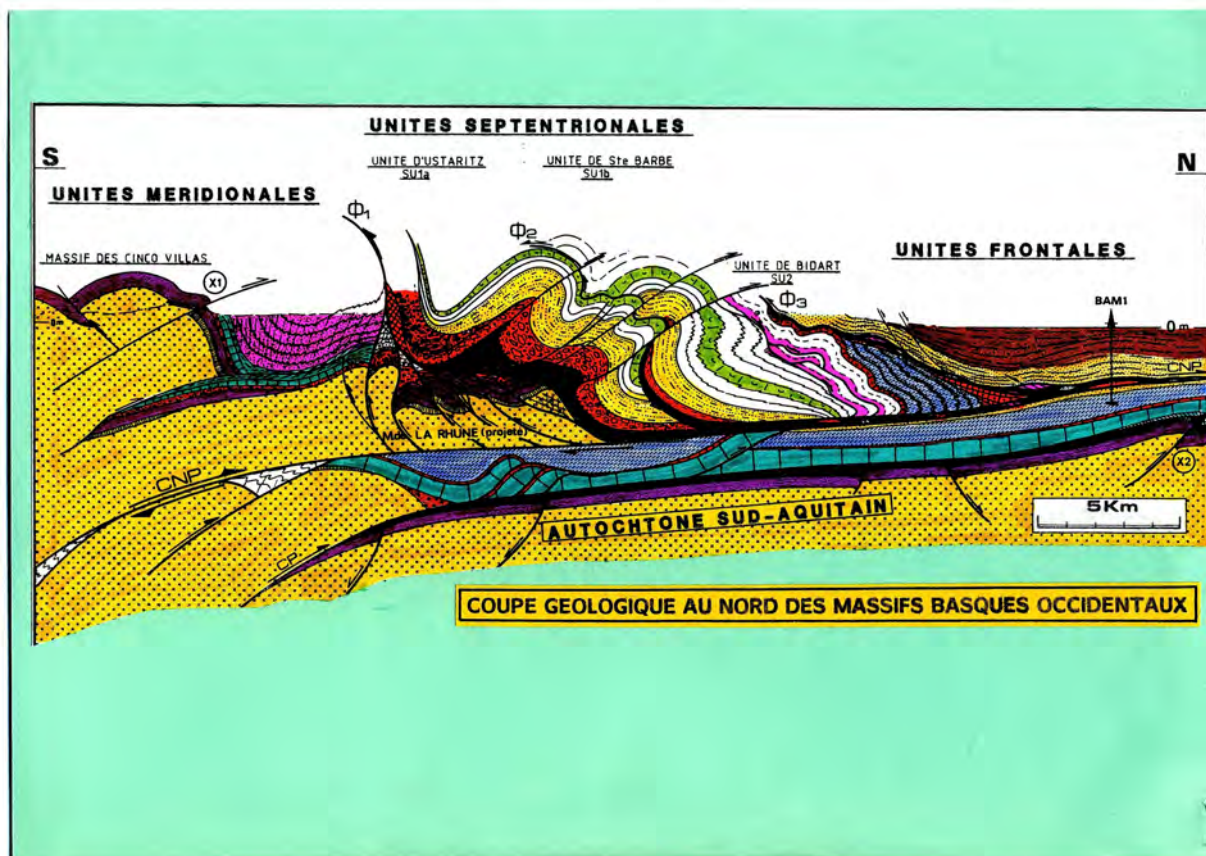 UNITES SEPTENTRIONALES
S
UNITE D'USTARITZ
SU1a
UNITE DE Ste BARBE
SU1b
N
UNITES MERIDIONALES
Φ1
Φ2
UNITES FRONTALES
MASSIF DES CINCO VILLAS
X1
UNITE DE BIDART
SU2
Φ3
BAM1
0 m
CNP
LA RHUNE (projeté)
CNP
X2
5Km
AUTOCHTONE SUD-AQUITAIN
CP
COUPE GEOLOGIQUE AU NORD DES MASSIFS BASQUES OCCIDENTAUX